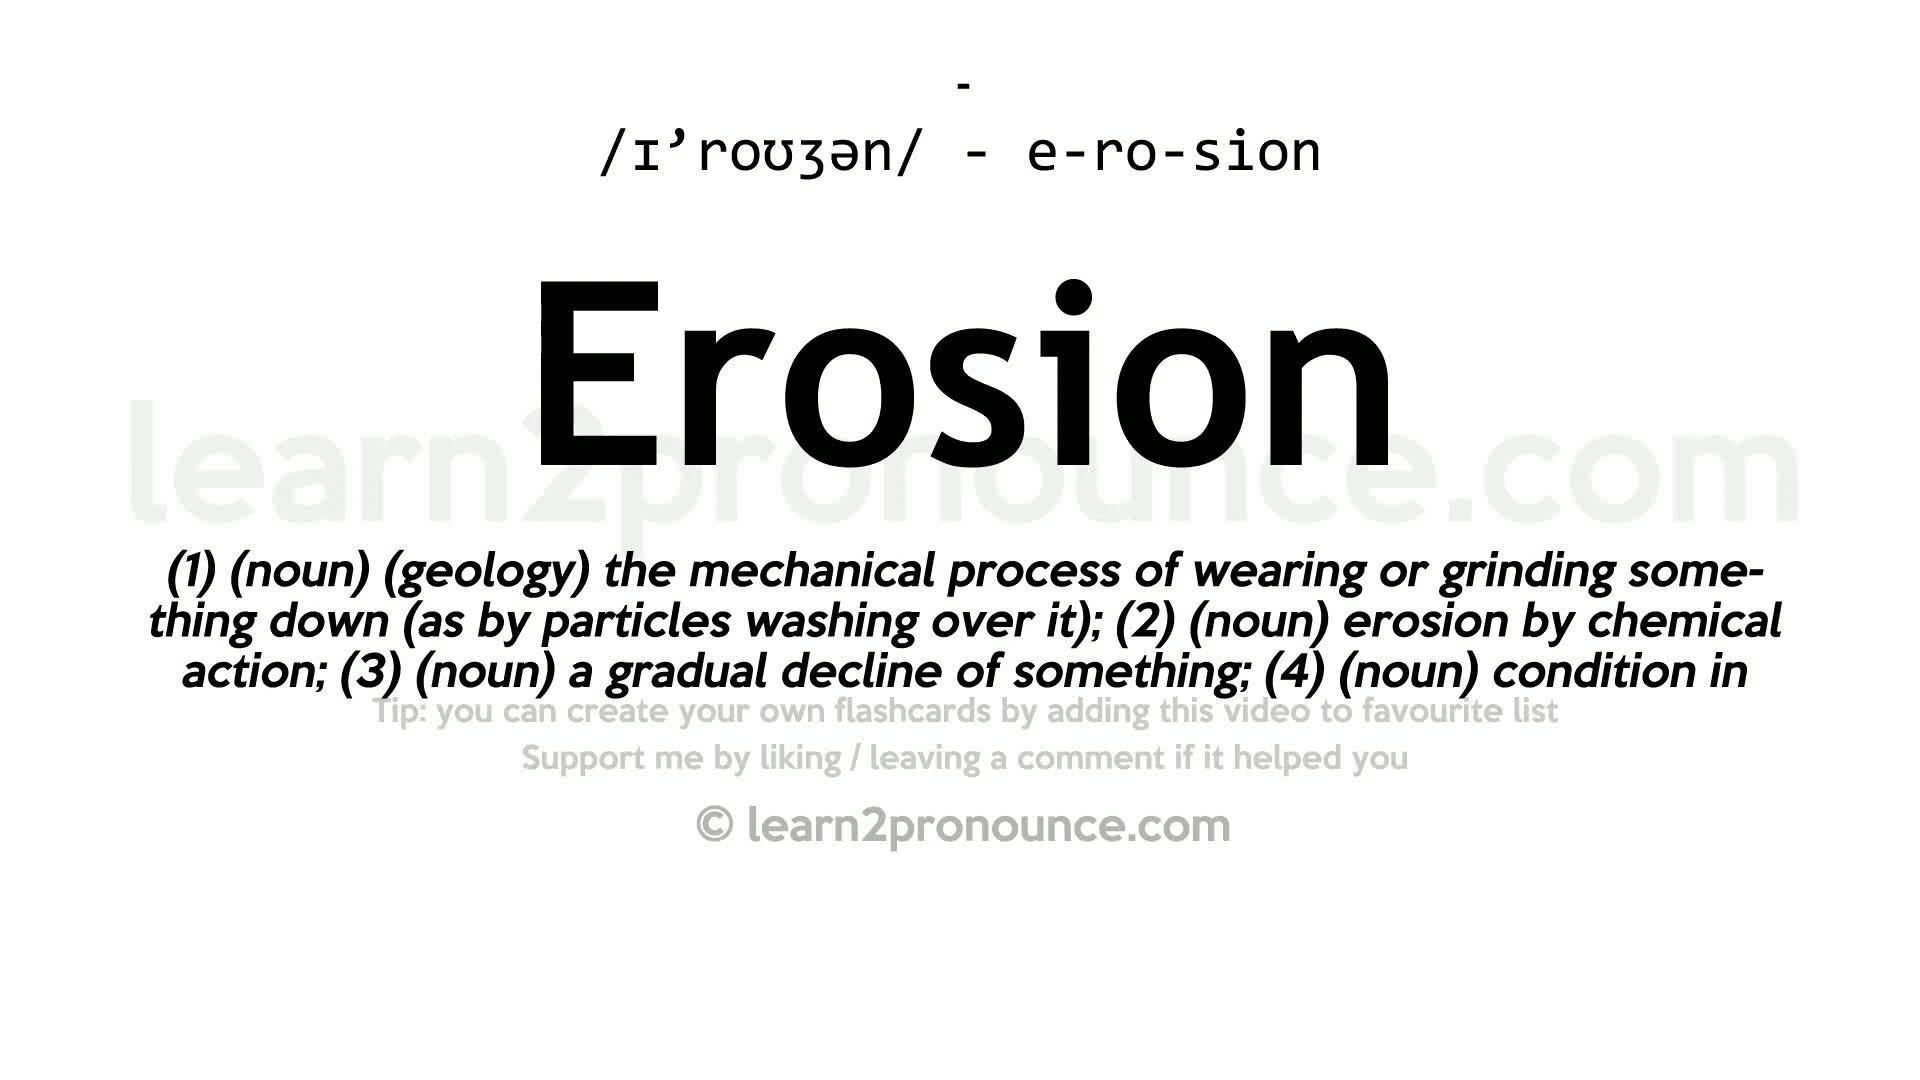 -
/ɪ’roʊʒən/ - e-ro-sion
Erosion
learn2pronounce.com
(1) (noun) (geology) the mechanical process of wearing or grinding some-
thing down (as by particles washing over it); (2) (noun) erosion by chemical
action; (3) (noun) a gradual decline of something; (4) (noun) condition in
Tip: you can create your own flashcards by adding this video to favourite list
Support me by liking / leaving a comment if it helped you
© learn2pronounce.com